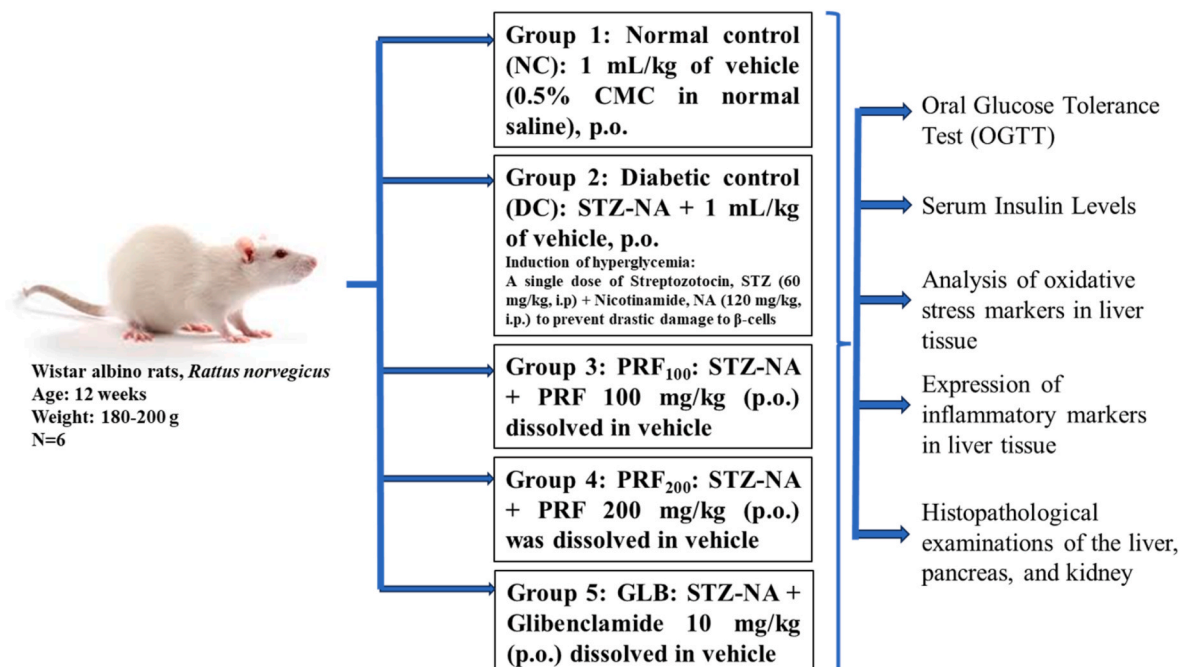 Wistar albino rats, Rattus norvegicus
Age: 12 weeks
Weight: 180-200 g
N=6
Group 1: Normal control
(NC): 1 mL/kg of vehicle
(0.5% CMC in normal
saline), p.o.
Group 2: Diabetic control
(DC): STZ-NA + 1 mL/kg
of vehicle, p.o.
Induction of hyperglycemia:
A single dose of Streptozotocin, STZ (60
mg/kg, i.p) + Nicotinamide, NA (120 mg/kg,
i.p.) to prevent drastic damage to β-cells
Group 3: PRF₁₀₀: STZ-NA
+ PRF 100 mg/kg (p.o.)
dissolved in vehicle
Group 4: PRF₂₀₀: STZ-NA
+ PRF 200 mg/kg (p.o.)
was dissolved in vehicle
Group 5: GLB: STZ-NA +
Glibenclamide 10 mg/kg
(p.o.) dissolved in vehicle
Oral Glucose Tolerance
Test (OGTT)
Serum Insulin Levels
Analysis of oxidative
stress markers in liver
tissue
Expression of
inflammatory markers
in liver tissue
Histopathological
examinations of the liver,
pancreas, and kidney